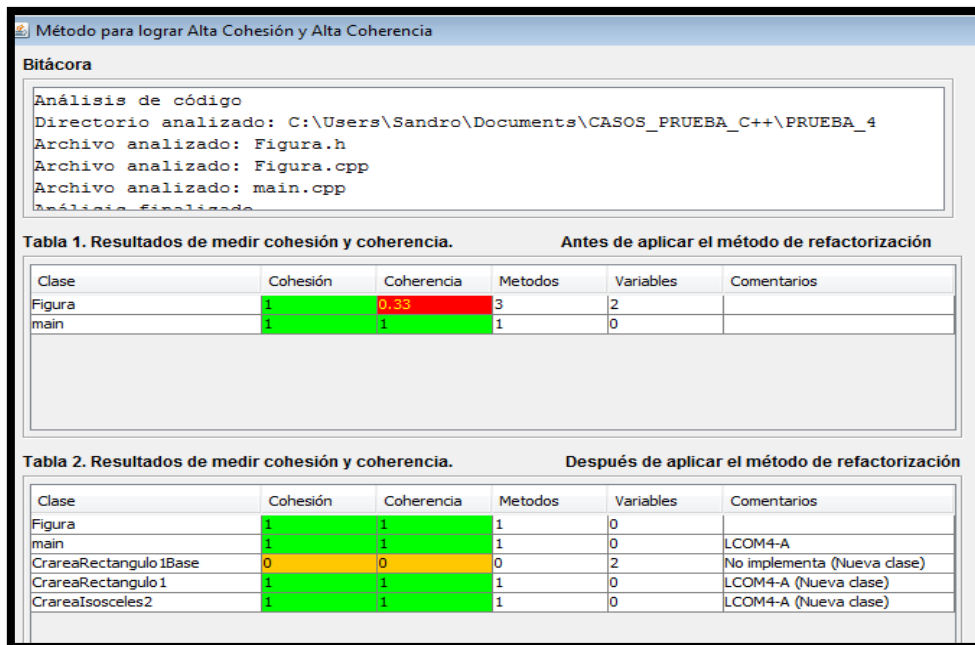 Método para lograr Alta Cohesión y Alta Coherencia
Bitácora
Análisis de código
Directorio analizado: C:\Users\Sandro\Documents\CASOS_PRUEBA_C++\PRUEBA_4
Archivo analizado: Figura.h
Archivo analizado: Figura.cpp
Archivo analizado: main.cpp
Análisis finalizado
Tabla 1. Resultados de medir cohesión y coherencia. Antes de aplicar el método de refactorización
Clase Cohesión Coherencia Metodos Variables Comentarios
Figura 1 0.33 3 2
main 1 1 1 0
Tabla 2. Resultados de medir cohesión y coherencia. Después de aplicar el método de refactorización
Clase Cohesión Coherencia Metodos Variables Comentarios
Figura 1 1 1 0
main 1 1 1 0 LCOM4-A
CrareaRectangulo1Base 0 0 0 2 No implementa (Nueva clase)
CrareaRectangulo1 1 1 1 0 LCOM4-A (Nueva clase)
CrareaIsosceles2 1 1 1 0 LCOM4-A (Nueva clase)